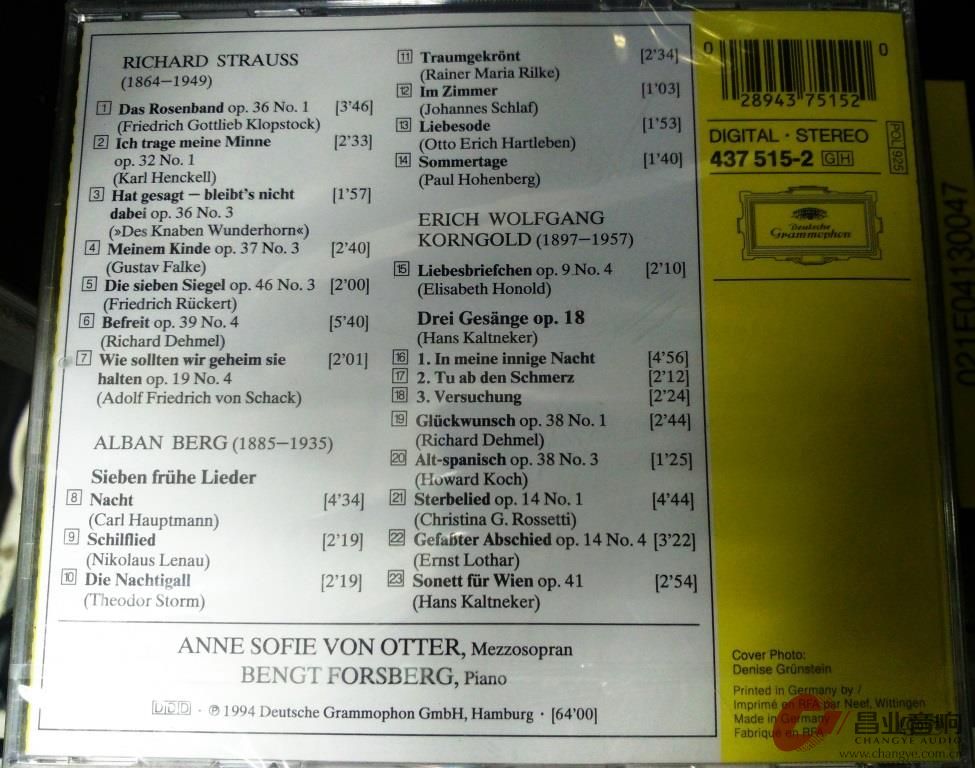 RICHARD STRAUSS
(1864–1949)
1 Das Rosenband op. 36 No. 1 [3'46]
(Friedrich Gottlieb Klopstock)
2 Ich trage meine Minne [2'33]
op. 32 No. 1
(Karl Henckell)
3 Hat gesagt – bleibt's nicht [1'57]
dabei op. 36 No. 3
(»Des Knaben Wunderhorn«)
4 Meinem Kinde op. 37 No. 3 [2'40]
(Gustav Falke)
5 Die sieben Siegel op. 46 No. 3 [2'00]
(Friedrich Rückert)
6 Befreit op. 39 No. 4 [5'40]
(Richard Dehmel)
7 Wie sollten wir geheim sie [2'01]
halten op. 19 No. 4
(Adolf Friedrich von Schack)
ALBAN BERG (1885–1935)
Sieben frühe Lieder
8 Nacht [4'34]
(Carl Hauptmann)
9 Schilflied [2'19]
(Nikolaus Lenau)
10 Die Nachtigall [2'19]
(Theodor Storm)
11 Traumgekrönt [2'34]
(Rainer Maria Rilke)
12 Im Zimmer [1'03]
(Johannes Schlaf)
13 Liebesode [1'53]
(Otto Erich Hartleben)
14 Sommertage [1'40]
(Paul Hohenberg)
ERICH WOLFGANG
KORNGOLD (1897–1957)
15 Liebesbriefchen op. 9 No. 4 [2'10]
(Elisabeth Honold)
Drei Gesänge op. 18
(Hans Kaltneker)
16 1. In meine innige Nacht [4'56]
17 2. Tu ab den Schmerz [2'12]
18 3. Versuchung [2'24]
19 Glückwunsch op. 38 No. 1 [2'44]
(Richard Dehmel)
20 Alt-spanisch op. 38 No. 3 [1'25]
(Howard Koch)
21 Sterbelied op. 14 No. 1 [4'44]
(Christina G. Rossetti)
22 Gefaßter Abschied op. 14 No. 4 [3'22]
(Ernst Lothar)
23 Sonett für Wien op. 41 [2'54]
(Hans Kaltneker)
ANNE SOFIE VON OTTER, Mezzosopran
BENGT FORSBERG, Piano
DDD · ℗ 1994 Deutsche Grammophon GmbH, Hamburg · [64'00]
0 28943 75152 0
DIGITAL · STEREO
437 515-2 GH
POL 925
Deutsche
Grammophon
Cover Photo:
Denise Grünstein
Printed in Germany by /
Imprimé en RFA par Neef, Wittingen
Made in Germany
Fabriqué en RFA
021E04130047
昌业音响
CHANGYE AUDIO
www.changye.com.cn